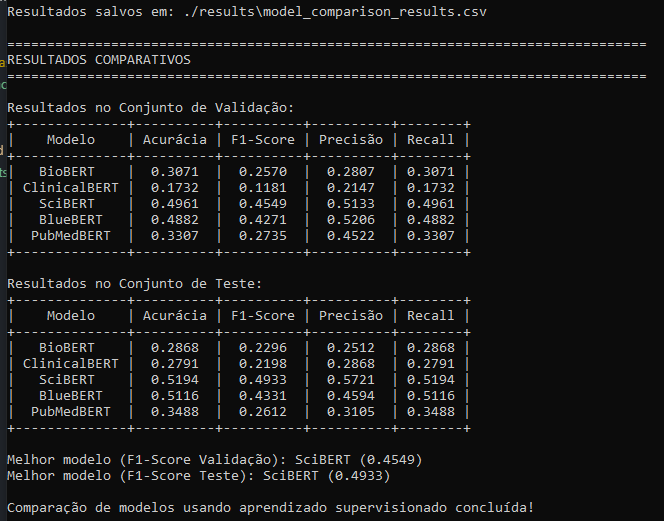 Resultados salvos em: ./results\model_comparison_results.csv
================================================================================
RESULTADOS COMPARATIVOS
================================================================================
Resultados no Conjunto de Validação:
+--------------+----------+----------+----------+--------+
|    Modelo    | Acurácia | F1-Score | Precisão | Recall |
+--------------+----------+----------+----------+--------+
|   BioBERT    |  0.3071  |  0.2570  |  0.2807  | 0.3071 |
| ClinicalBERT |  0.1732  |  0.1181  |  0.2147  | 0.1732 |
|   SciBERT    |  0.4961  |  0.4549  |  0.5133  | 0.4961 |
|   BlueBERT   |  0.4882  |  0.4271  |  0.5206  | 0.4882 |
|  PubMedBERT  |  0.3307  |  0.2735  |  0.4522  | 0.3307 |
+--------------+----------+----------+----------+--------+
Resultados no Conjunto de Teste:
+--------------+----------+----------+----------+--------+
|    Modelo    | Acurácia | F1-Score | Precisão | Recall |
+--------------+----------+----------+----------+--------+
|   BioBERT    |  0.2868  |  0.2296  |  0.2512  | 0.2868 |
| ClinicalBERT |  0.2791  |  0.2198  |  0.2868  | 0.2791 |
|   SciBERT    |  0.5194  |  0.4933  |  0.5721  | 0.5194 |
|   BlueBERT   |  0.5116  |  0.4331  |  0.4594  | 0.5116 |
|  PubMedBERT  |  0.3488  |  0.2612  |  0.3105  | 0.3488 |
+--------------+----------+----------+----------+--------+
Melhor modelo (F1-Score Validação): SciBERT (0.4549)
Melhor modelo (F1-Score Teste): SciBERT (0.4933)
Comparação de modelos usando aprendizado supervisionado concluída!